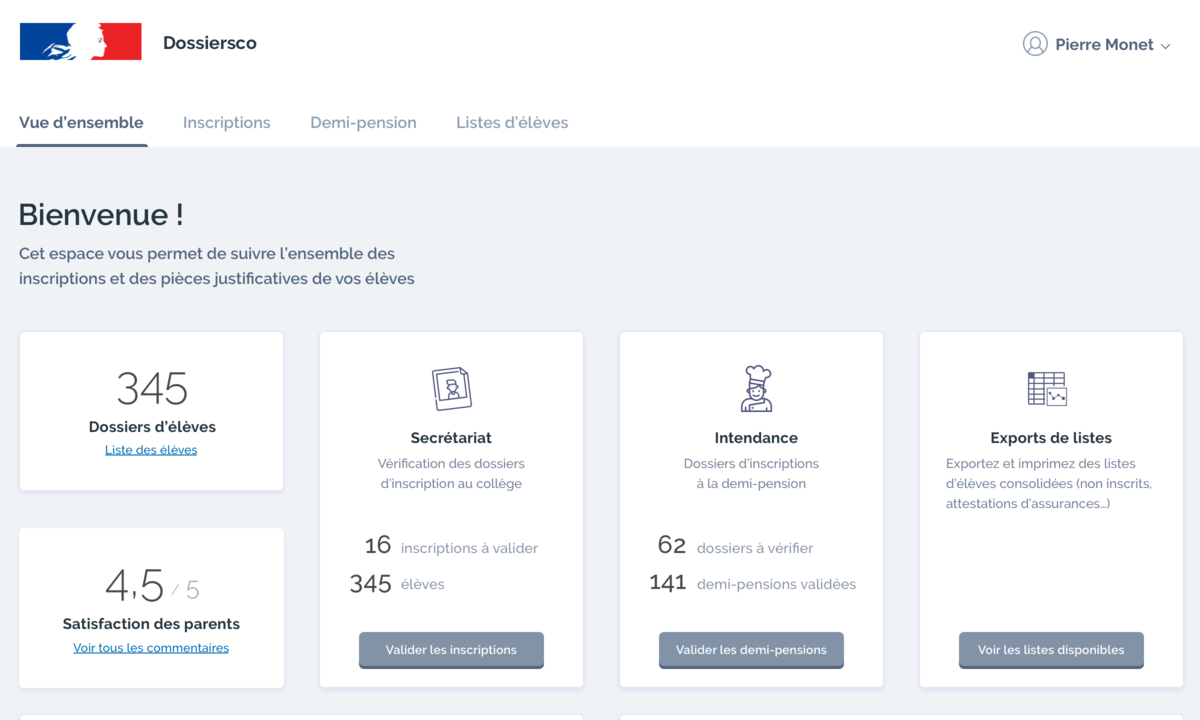 Dossiersco
Pierre Monet
Vue d'ensemble
Inscriptions
Demi-pension
Listes d'élèves
Bienvenue !
Cet espace vous permet de suivre l'ensemble des
inscriptions et des pièces justificatives de vos élèves
345
Dossiers d'élèves
Liste des élèves
4,5 / 5
Satisfaction des parents
Voir tous les commentaires
Secrétariat
Vérification des dossiers
d'inscription au collège
16 inscriptions à valider
345 élèves
Valider les inscriptions
Intendance
Dossiers d'inscriptions
à la demi-pension
62 dossiers à vérifier
141 demi-pensions validées
Valider les demi-pensions
Exports de listes
Exportez et imprimez des listes
d'élèves consolidées (non inscrits,
attestations d'assurances...)
Voir les listes disponibles